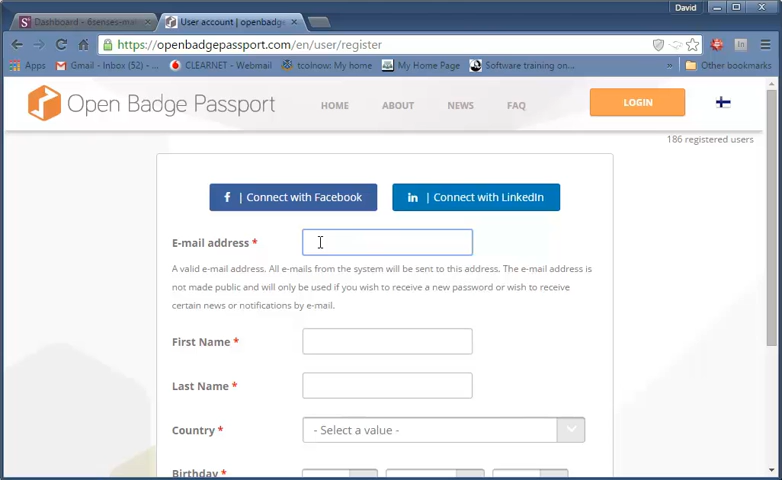 David
Dashboard - 6senses-mai
User account | openbadg
https://openbadgepassport.com/en/user/register
Apps Gmail - Inbox (52) -... CLEARNET - Webmail tcolnow: My home My Home Page Software training on... » Other bookmarks
Open Badge Passport HOME ABOUT NEWS FAQ LOGIN
186 registered users
f | Connect with Facebook in | Connect with LinkedIn
E-mail address *
A valid e-mail address. All e-mails from the system will be sent to this address. The e-mail address is
not made public and will only be used if you wish to receive a new password or wish to receive
certain news or notifications by e-mail.
First Name *
Last Name *
Country * - Select a value -
Birthday *